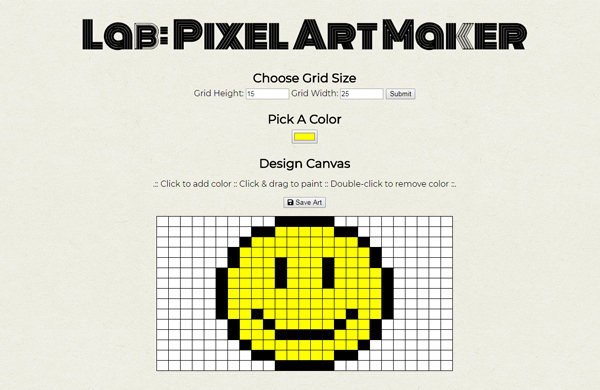 Lab: Pixel Art Maker
Choose Grid Size
Grid Height: 15 Grid Width: 25 Submit
Pick A Color
Design Canvas
.:: Click to add color :: Click & drag to paint :: Double-click to remove color ::.
Save Art